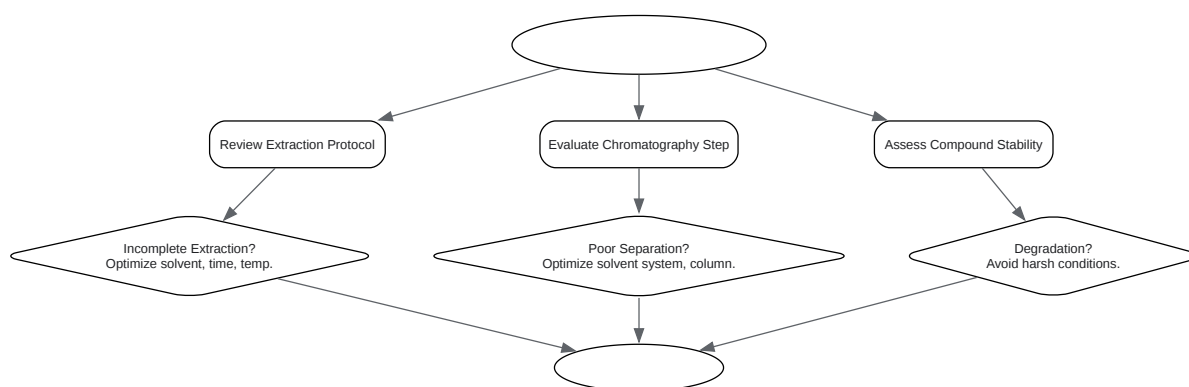 Review Extraction Protocol
Evaluate Chromatography Step
Assess Compound Stability
Incomplete Extraction?
Optimize solvent, time, temp.
Poor Separation?
Optimize solvent system, column.
Degradation?
Avoid harsh conditions.